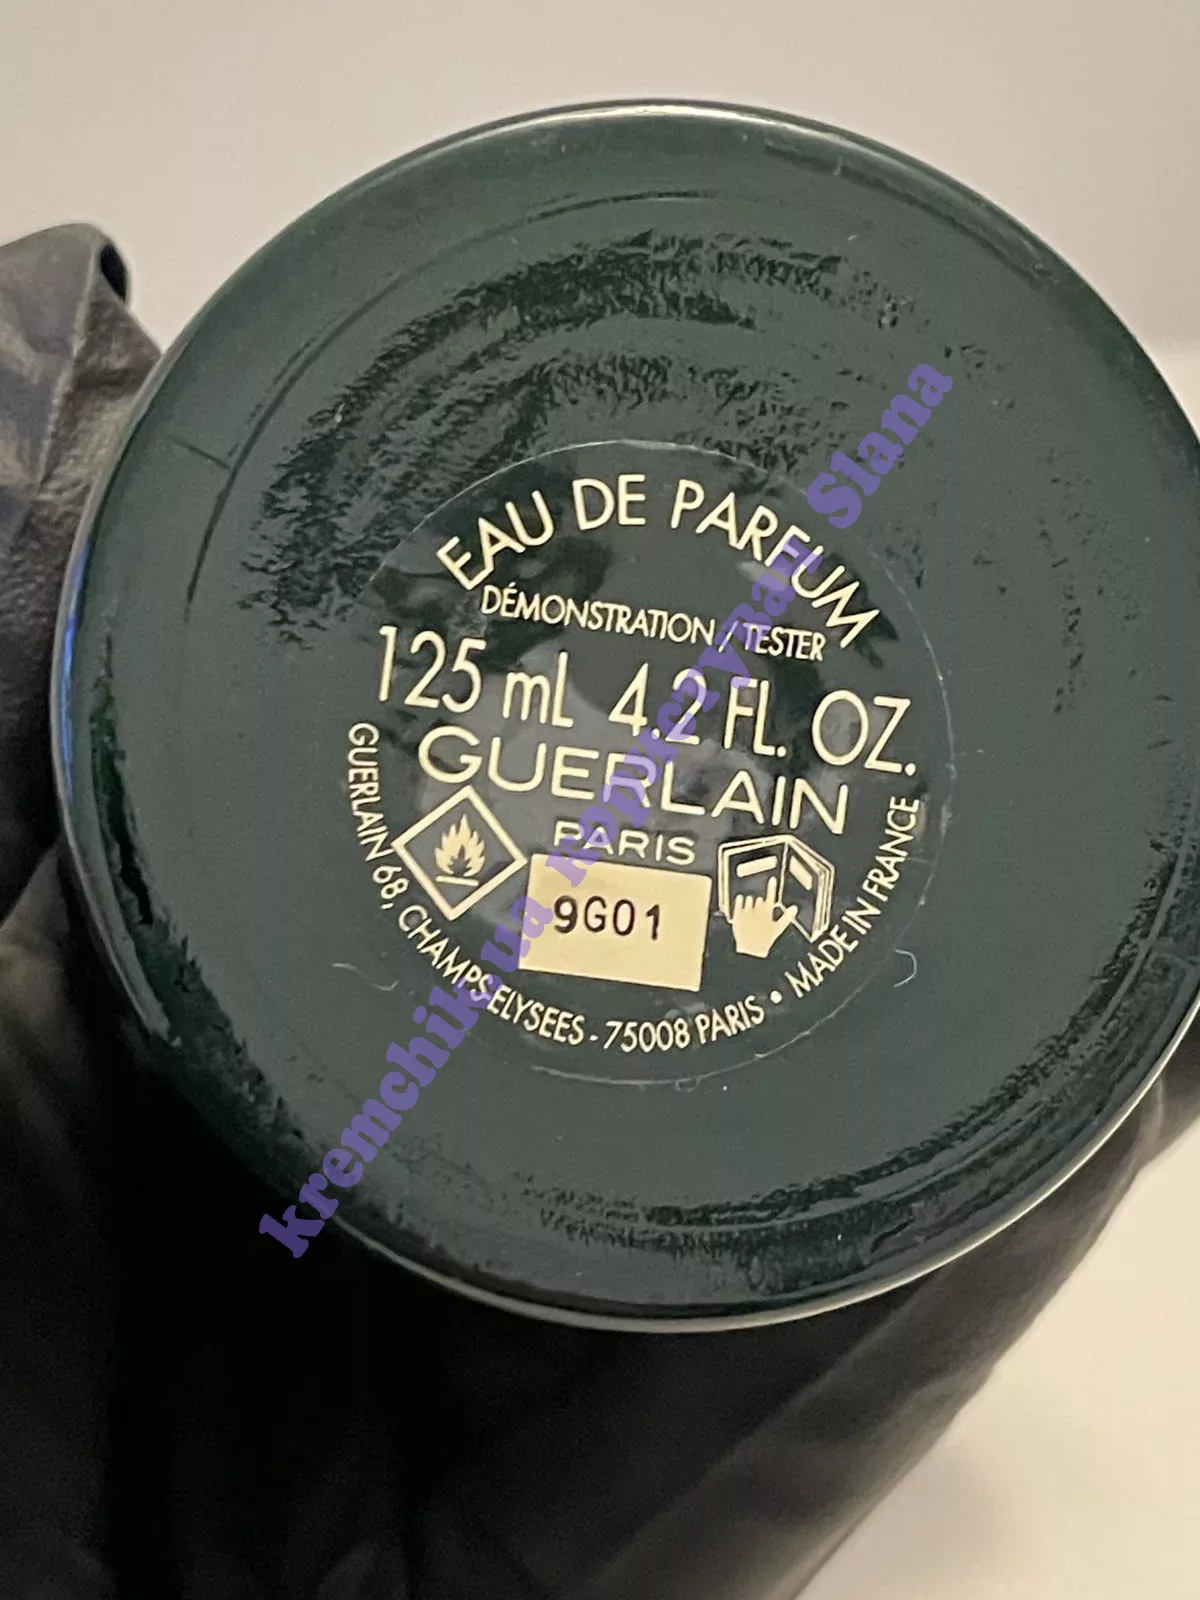 EAU DE PARFUM
DÉMONSTRATION / TESTER
125 mL 4.2 FL. OZ.
GUERLAIN
PARIS
9G01
GUERLAIN 68, CHAMPS ELYSEES - 75008 PARIS • MADE IN FRANCE
kremchik.ua Slana